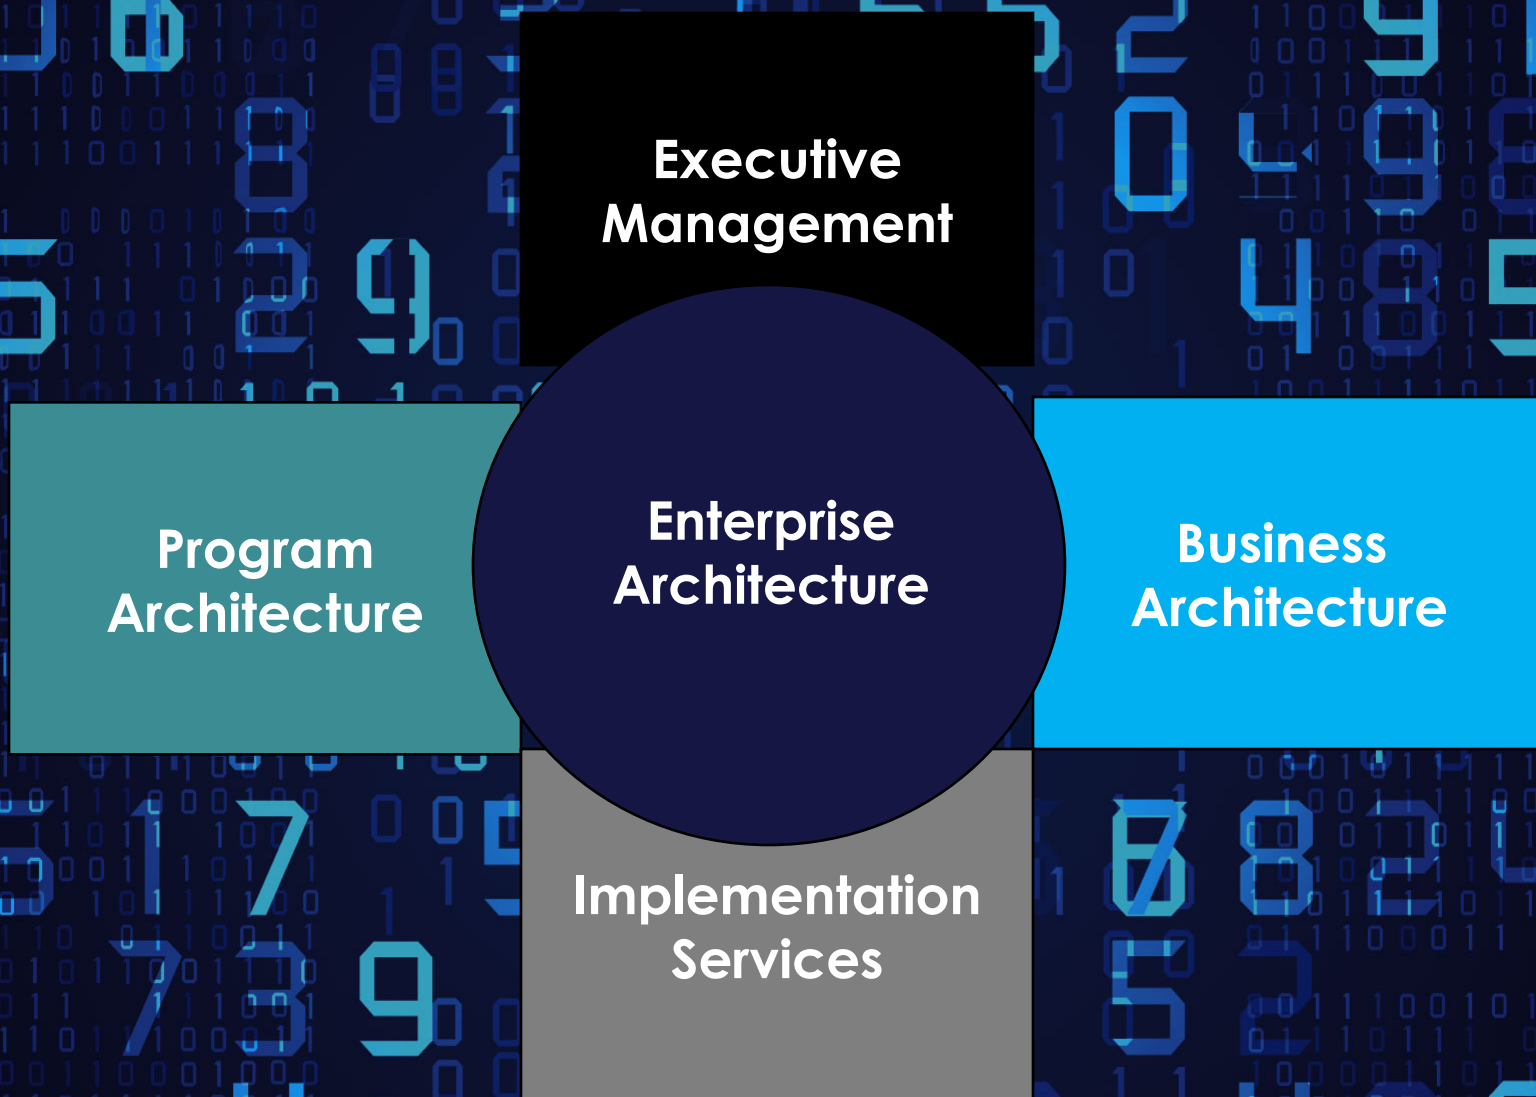 Executive
Management
Program
Architecture
Enterprise
Architecture
Business
Architecture
Implementation
Services